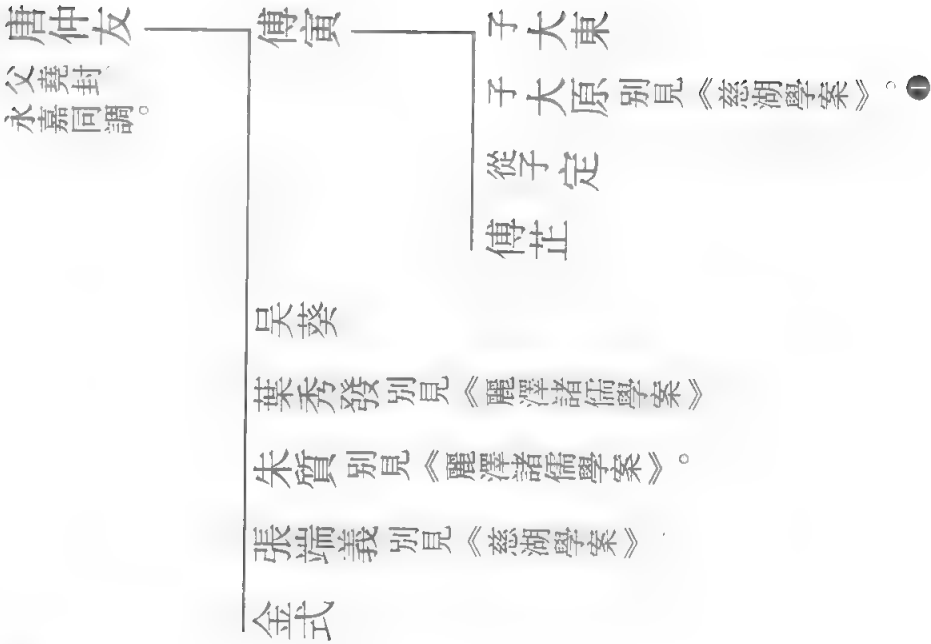 唐仲友
父堯封
永嘉同調。
傅寅
子大東
子大原別見《慈湖學案》。❶
從子定
傅芷
吴葵
葉秀發別見《麗澤諸儒學案》
朱質別見《麗澤諸儒學案》。
張端義別見《慈湖學案》
金式